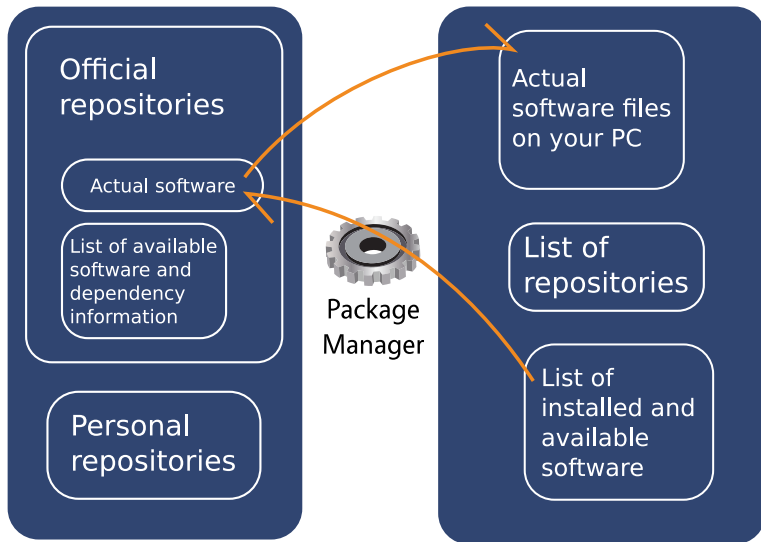 Official
repositories
Actual software
List of available
software and
dependency
information
Personal
repositories
Package
Manager
Actual
software files
on your PC
List of
repositories
List of
installed and
available
software